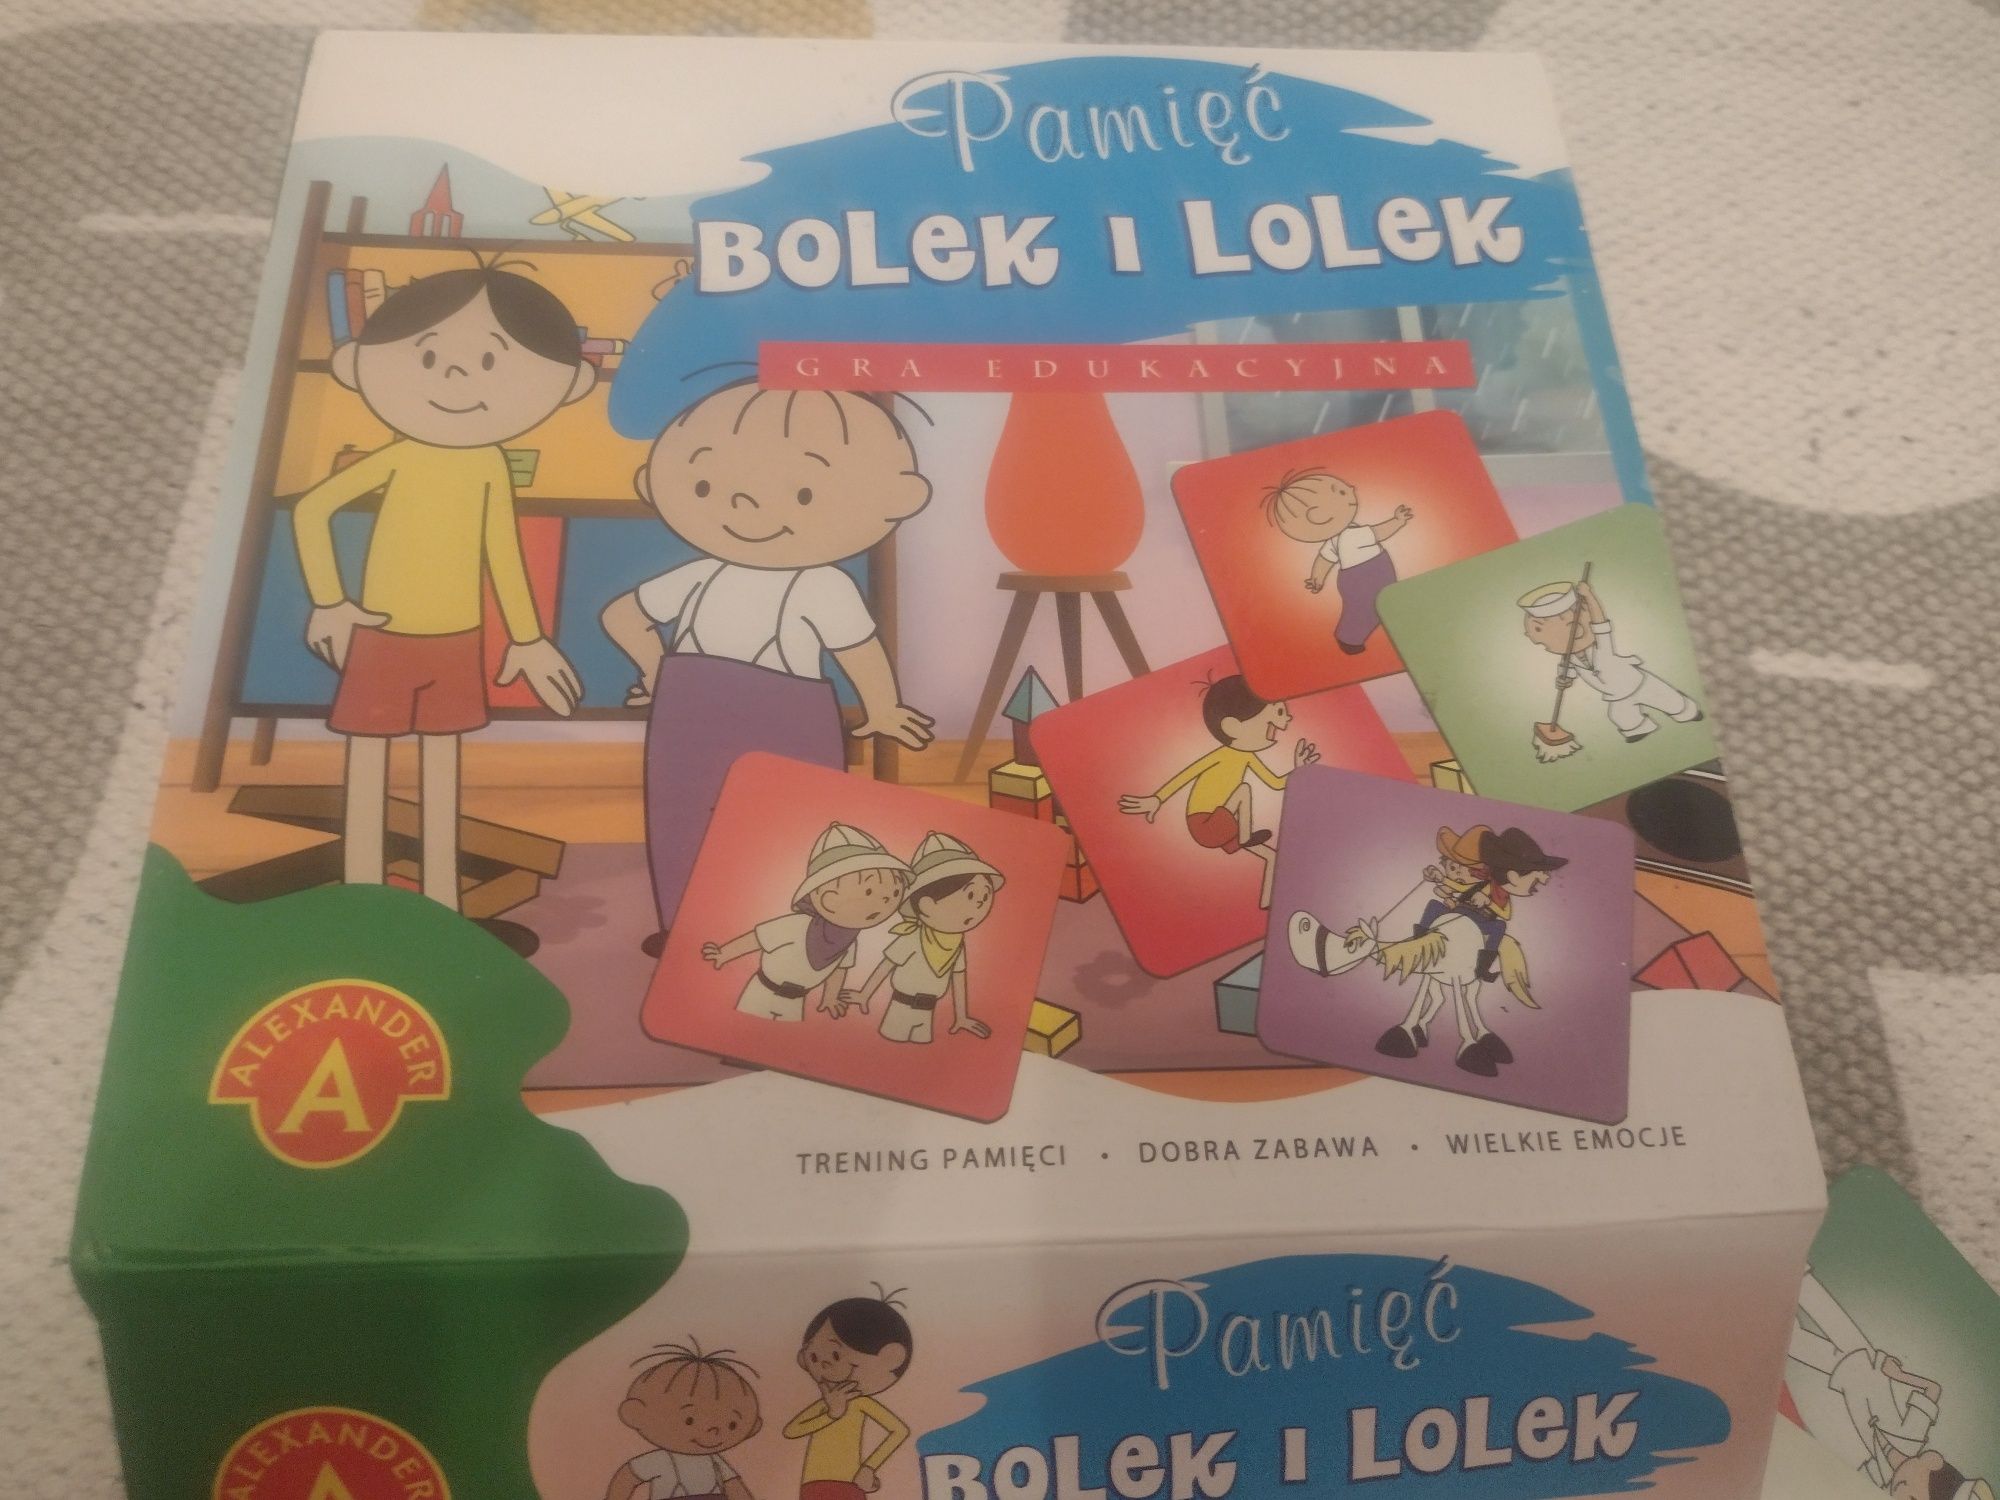 Pamięć
BOLEK I LOLEK
GRA EDUKACYJNA
ALEXANDER
A
TRENING PAMIĘCI • DOBRA ZABAWA • WIELKIE EMOCJE
Pamięć
BOLEK I LOLEK
ALEXANDER
A